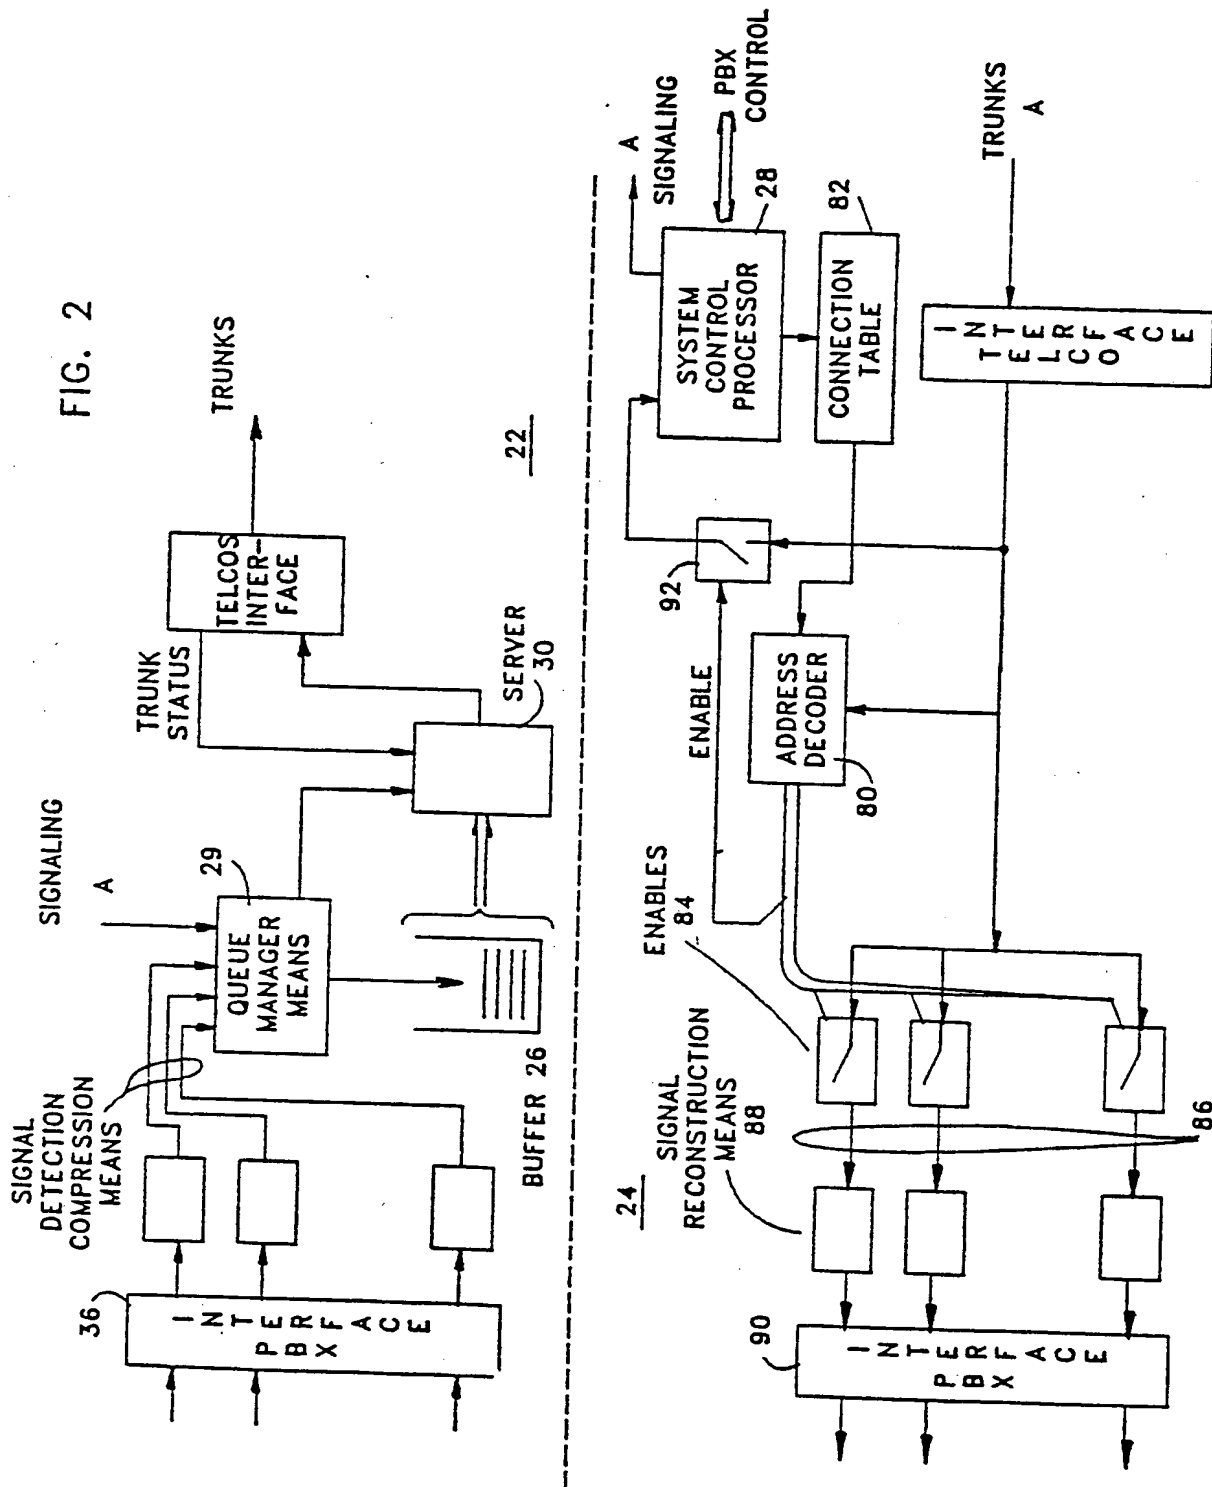 FIG. 2
SIGNALING
A
TRUNKS
SIGNAL
DETECTION
COMPRESSION
MEANS
29
QUEUE
MANAGER
MEANS
TRUNK
STATUS
TELCOS
INTER-
FACE
36
INTERFACE
PBX
BUFFER 26
SERVER
30
22
24
A
SIGNALING
PBX
CONTROL
SYSTEM
CONTROL
PROCESSOR
28
92
CONNECTION
TABLE
82
ENABLE
ADDRESS
DECODER
80
ENABLES
84
SIGNAL
RECONSTRUCTION
MEANS
88
86
90
INTERFACE
PBX
INTERFACE
TELCO
TRUNKS
A